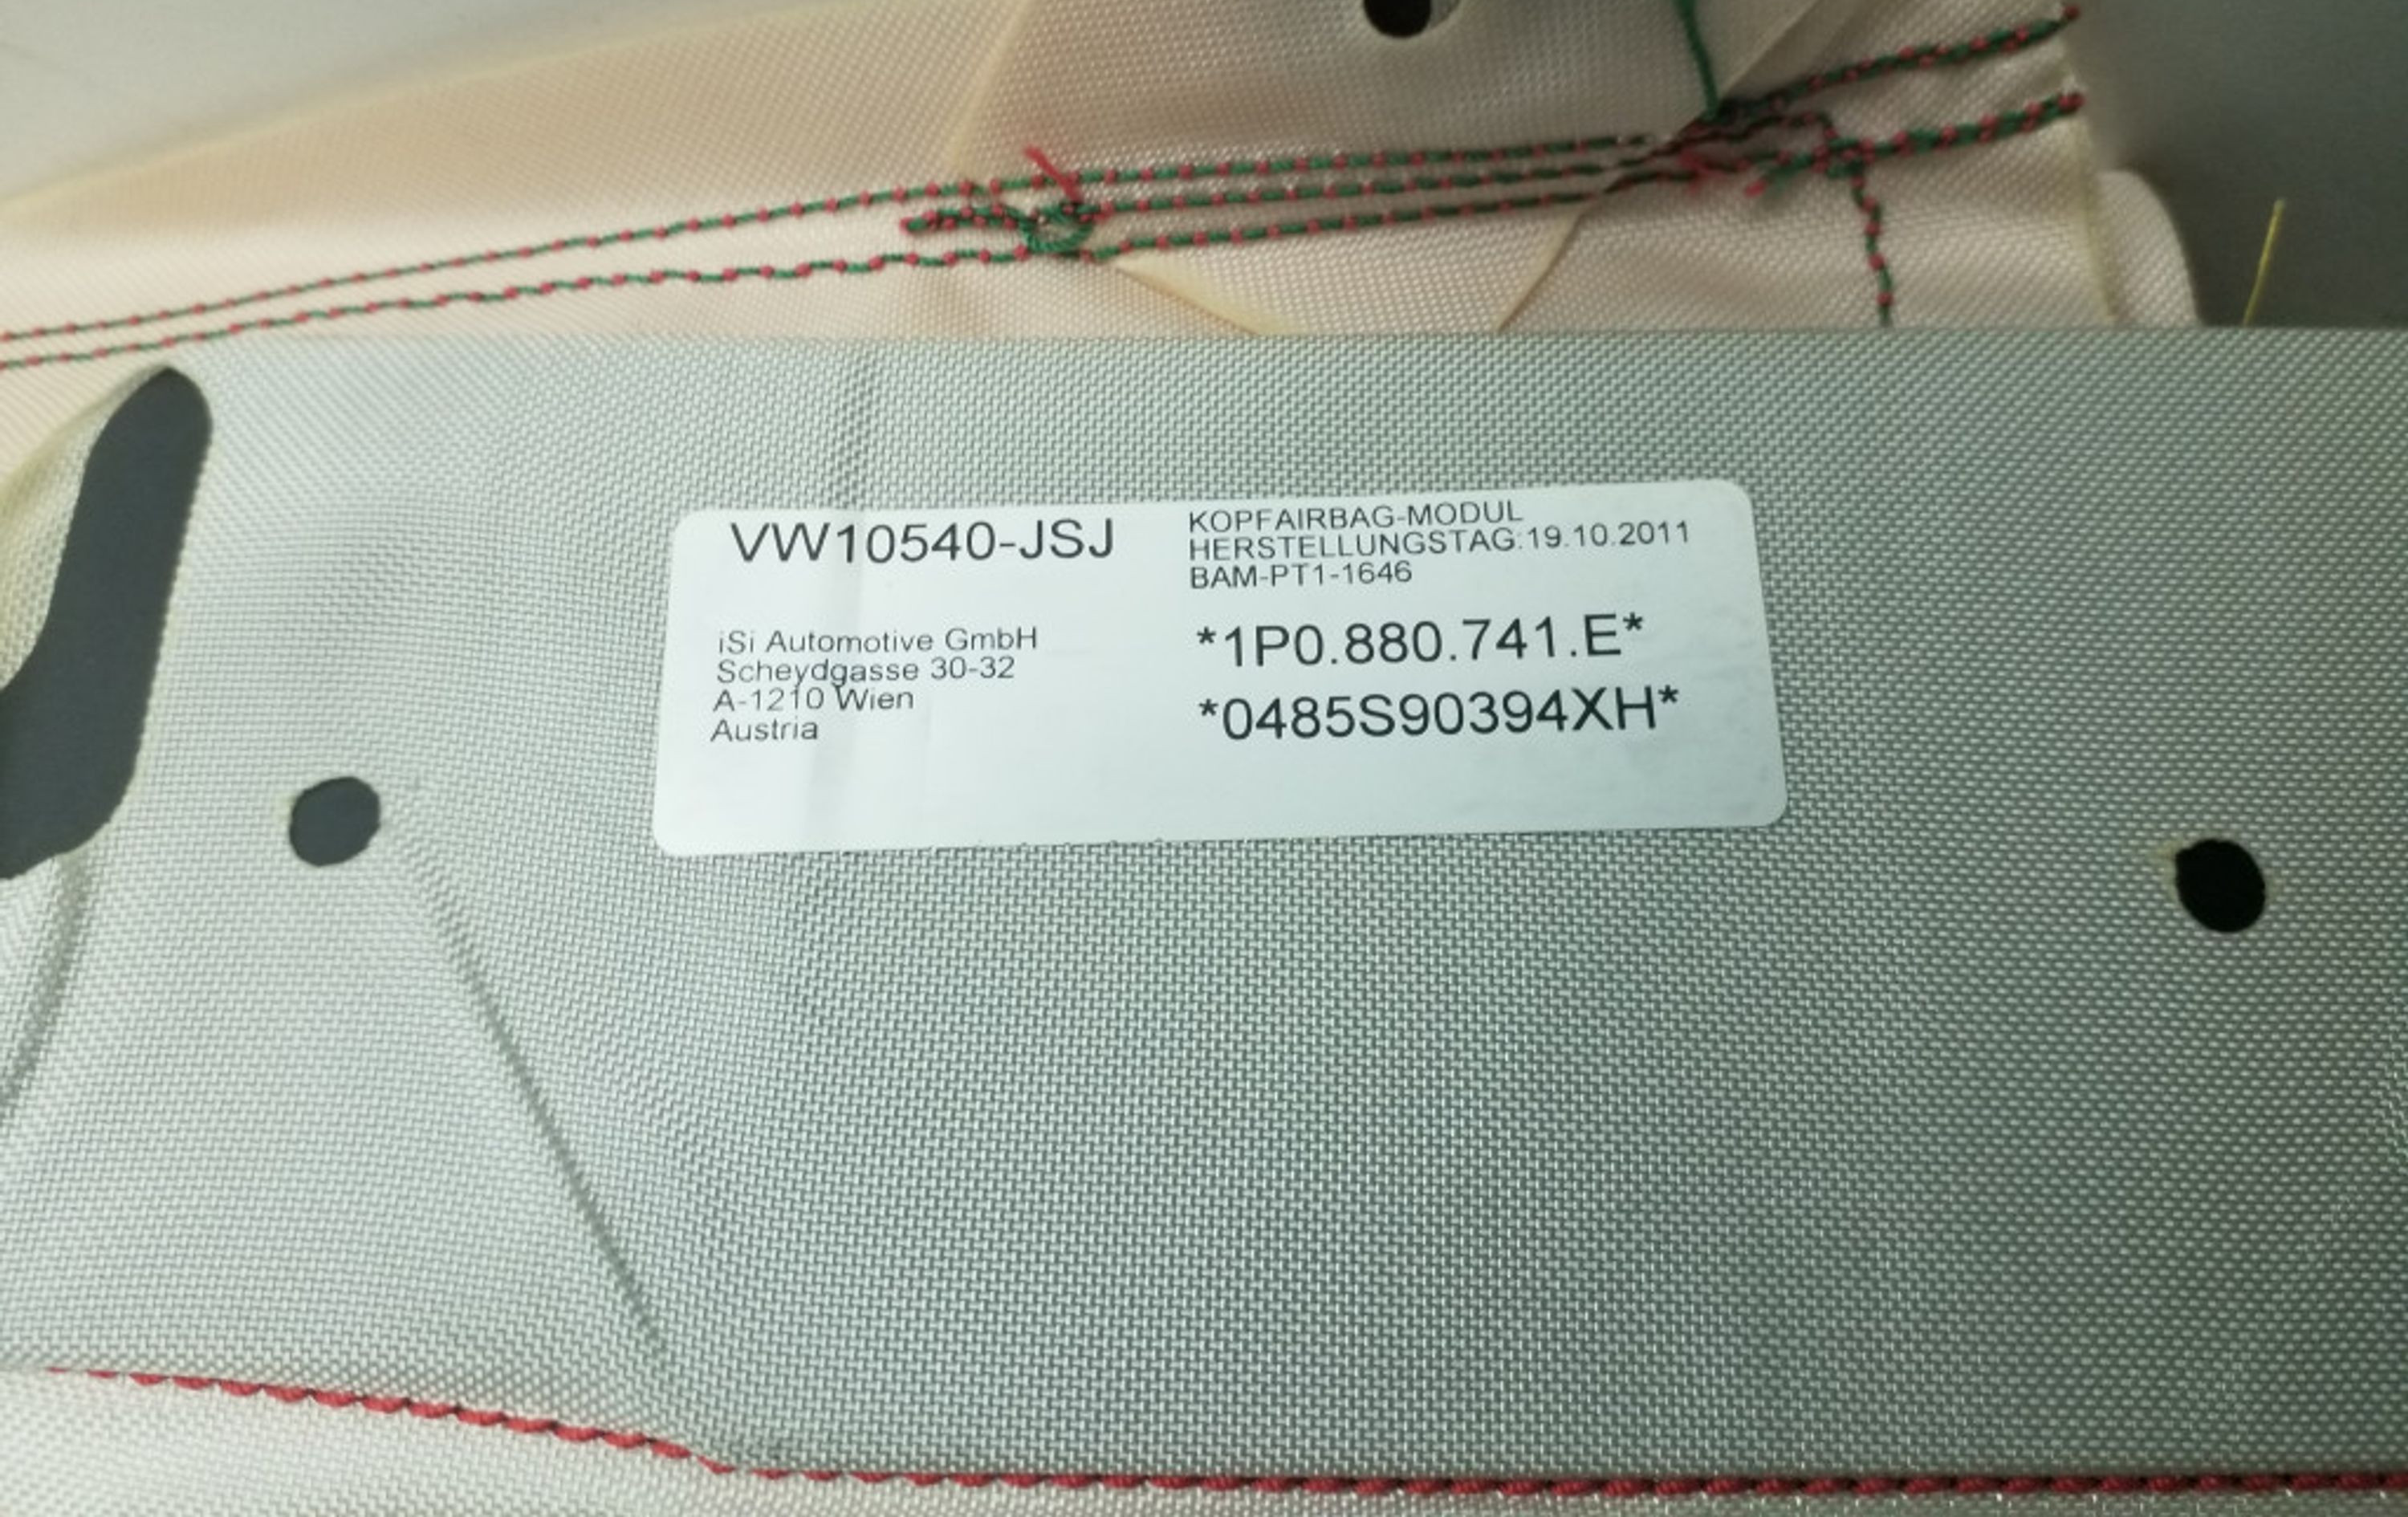 VW10540-JSJ
iSi Automotive GmbH
Scheydgasse 30-32
A-1210 Wien
Austria
KOPFAIRBAG-MODUL
HERSTELLUNGSTAG:19.10.2011
BAM-PT1-1646
*1P0.880.741.E*
*0485S90394XH*